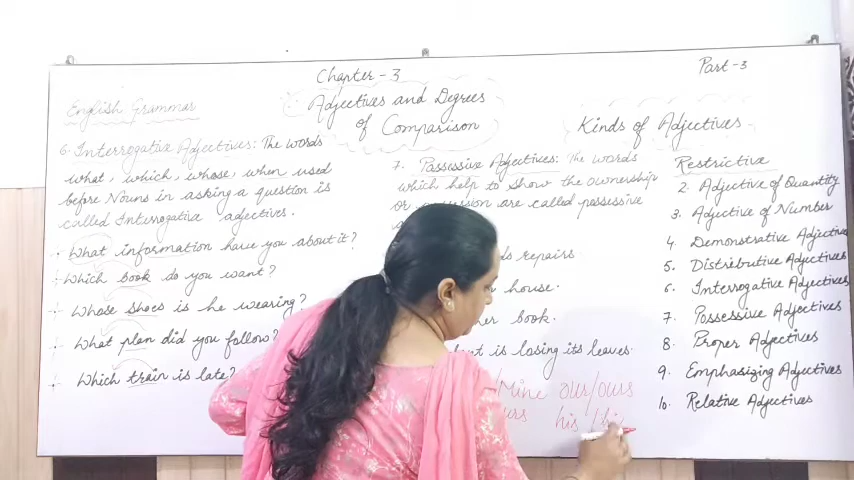 Chapter - 3
Part - 3
English Grammar
Adjectives and Degrees
of Comparison
Kinds of Adjectives
6. Interrogative Adjectives: The words
what, which, whose, when used
before Nouns in asking a question is
called Interrogative adjectives.
What information have you about it?
Which book do you want?
Whose shoes is he wearing?
What plan did you follow?
Which train is late?
7. Possessive Adjectives: The words
which help to show the ownership
or possession are called possessive
repairs
house.
her book.
is losing its leaves.
/Mine our/ours
his /
Restrictive
2. Adjective of Quantity
3. Adjective of Number
4. Demonstrative Adjectives
5. Distributive Adjectives
6. Interrogative Adjectives
7. Possessive Adjectives
8. Proper Adjectives
9. Emphasizing Adjectives
10. Relative Adjectives